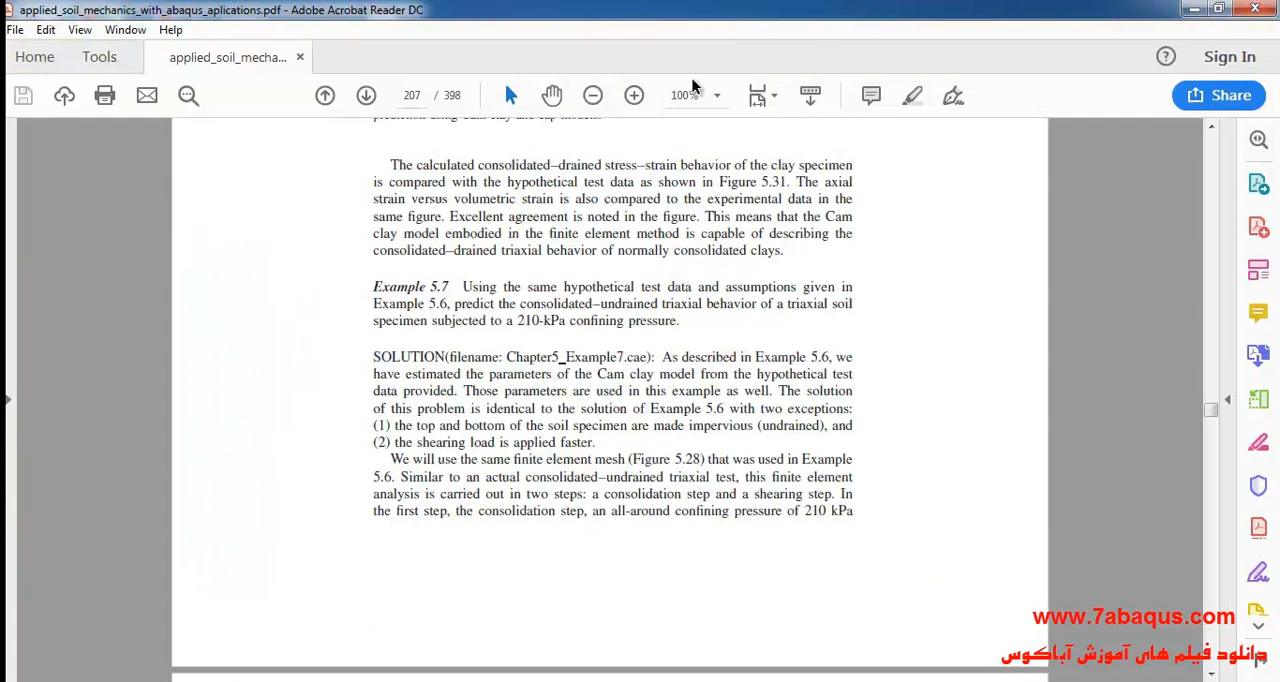 applied_soil_mechanics_with_abaqus_aplications.pdf - Adobe Acrobat Reader DC
File Edit View Window Help
Home Tools applied_soil_mecha... × Sign In
207 / 398 100% Share
prediction using Cam clay and cap models.
The calculated consolidated–drained stress–strain behavior of the clay specimen
is compared with the hypothetical test data as shown in Figure 5.31. The axial
strain versus volumetric strain is also compared to the experimental data in the
same figure. Excellent agreement is noted in the figure. This means that the Cam
clay model embodied in the finite element method is capable of describing the
consolidated–drained triaxial behavior of normally consolidated clays.
Example 5.7 Using the same hypothetical test data and assumptions given in
Example 5.6, predict the consolidated–undrained triaxial behavior of a triaxial soil
specimen subjected to a 210-kPa confining pressure.
SOLUTION(filename: Chapter5_Example7.cae): As described in Example 5.6, we
have estimated the parameters of the Cam clay model from the hypothetical test
data provided. Those parameters are used in this example as well. The solution
of this problem is identical to the solution of Example 5.6 with two exceptions:
(1) the top and bottom of the soil specimen are made impervious (undrained), and
(2) the shearing load is applied faster.
We will use the same finite element mesh (Figure 5.28) that was used in Example
5.6. Similar to an actual consolidated–undrained triaxial test, this finite element
analysis is carried out in two steps: a consolidation step and a shearing step. In
the first step, the consolidation step, an all-around confining pressure of 210 kPa
www.7abaqus.com
دانلود فیلم های آموزش آباکوس